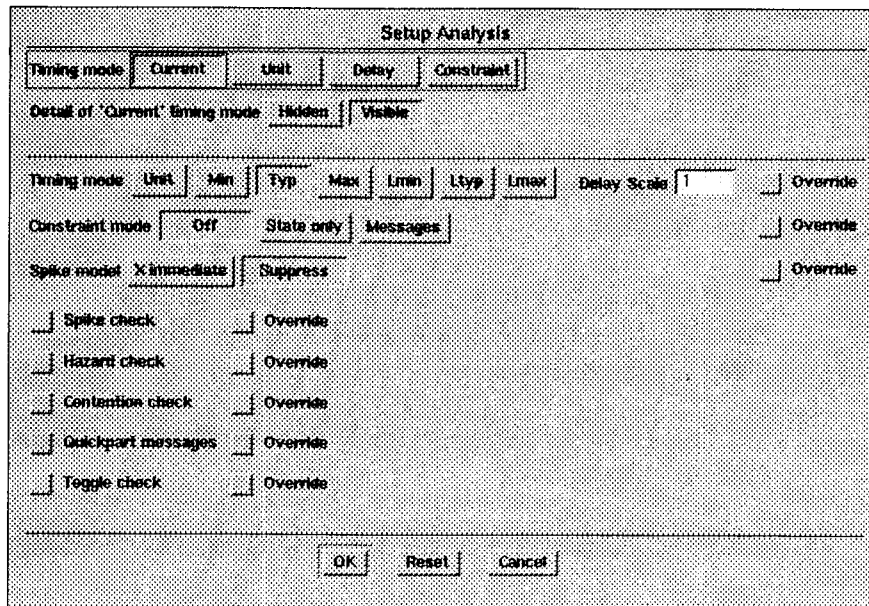 Setup Analysis
Timing mode Current Unit Delay Constraint
Detail of "Current" timing mode Hidden Visible
Timing mode Unit Min Typ Max Lmin Ltyp Lmax Delay Scale 1 Override
Constraint mode Off State only Messages Override
Spike model X immediate Suppress Override
Spike check Override
Hazard check Override
Contention check Override
Quickpart messages Override
Toggle check Override
OK Reset Cancel